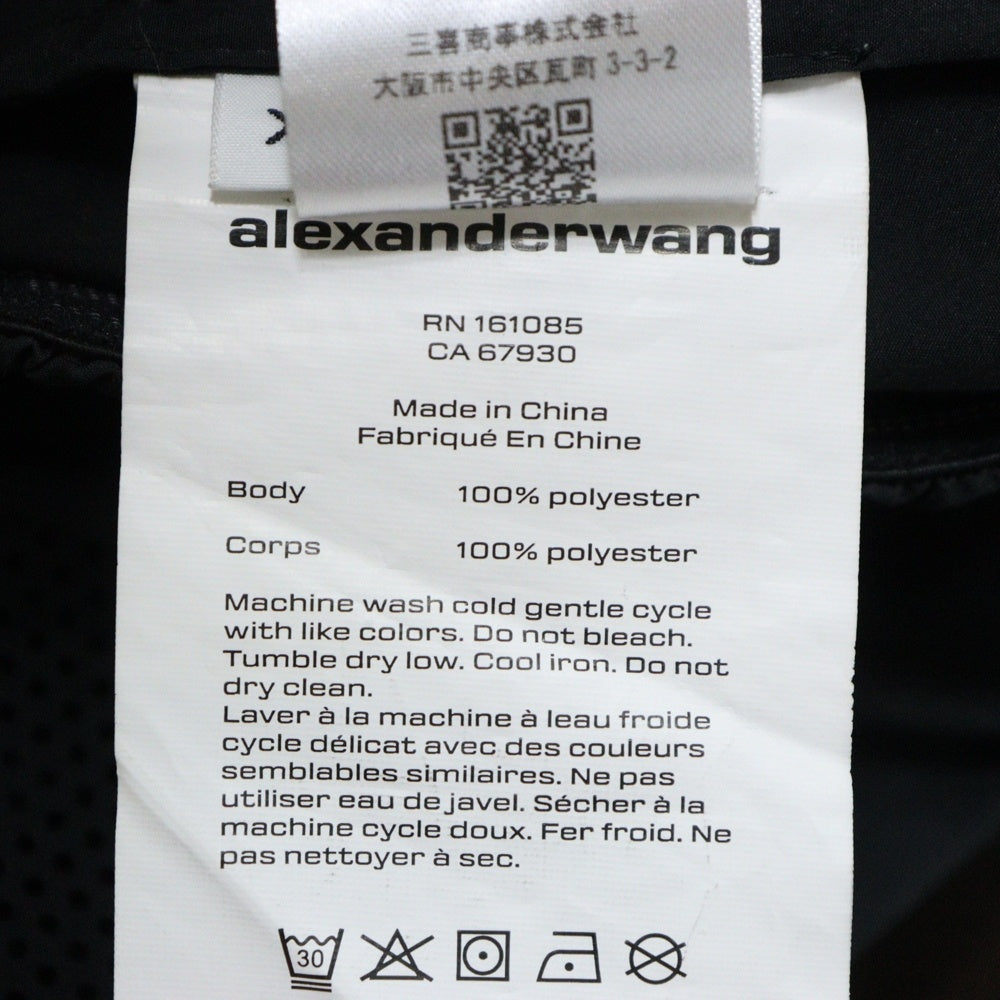 三喜商事株式会社
大阪市中央区瓦町 3-3-2
alexanderwang
RN 161085
CA 67930
Made in China
Fabriqué En Chine
Body 100% polyester
Corps 100% polyester
Machine wash cold gentle cycle
with like colors. Do not bleach.
Tumble dry low. Cool iron. Do not
dry clean.
Laver à la machine à leau froide
cycle délicat avec des couleurs
semblables similaires. Ne pas
utiliser eau de javel. Sécher à la
machine cycle doux. Fer froid. Ne
pas nettoyer à sec.
30